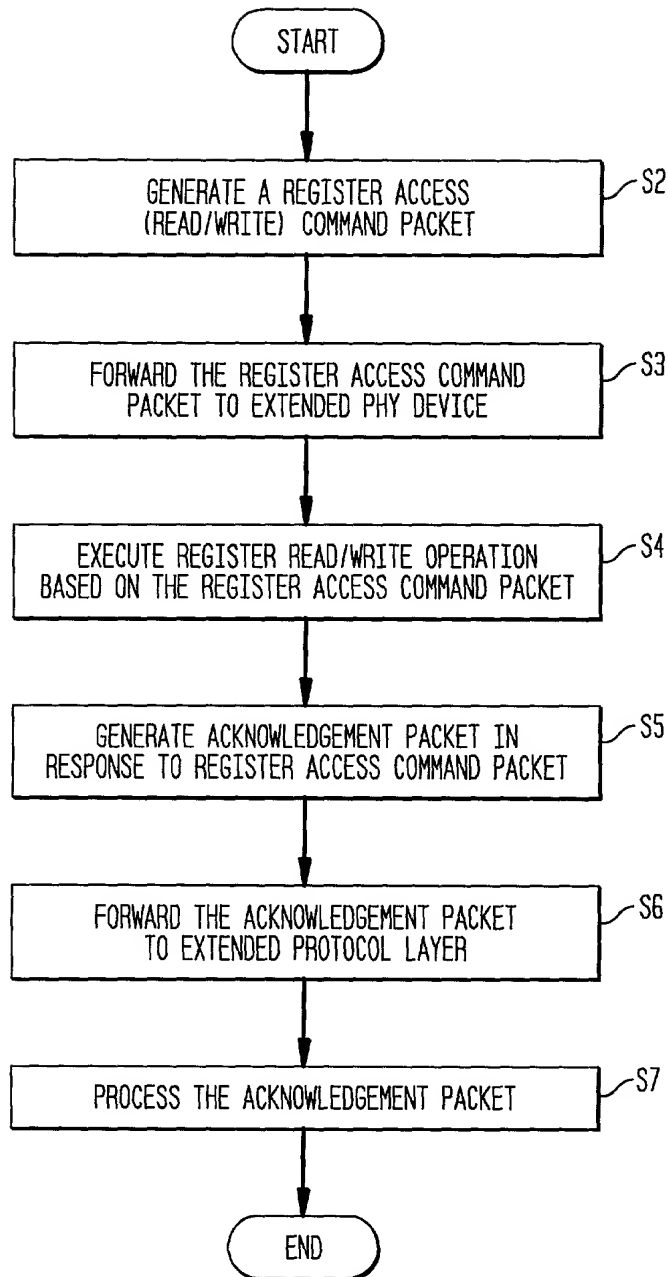 START
GENERATE A REGISTER ACCESS
(READ/WRITE) COMMAND PACKET
S2
FORWARD THE REGISTER ACCESS COMMAND
PACKET TO EXTENDED PHY DEVICE
S3
EXECUTE REGISTER READ/WRITE OPERATION
BASED ON THE REGISTER ACCESS COMMAND PACKET
S4
GENERATE ACKNOWLEDGEMENT PACKET IN
RESPONSE TO REGISTER ACCESS COMMAND PACKET
S5
FORWARD THE ACKNOWLEDGEMENT PACKET
TO EXTENDED PROTOCOL LAYER
S6
PROCESS THE ACKNOWLEDGEMENT PACKET
S7
END